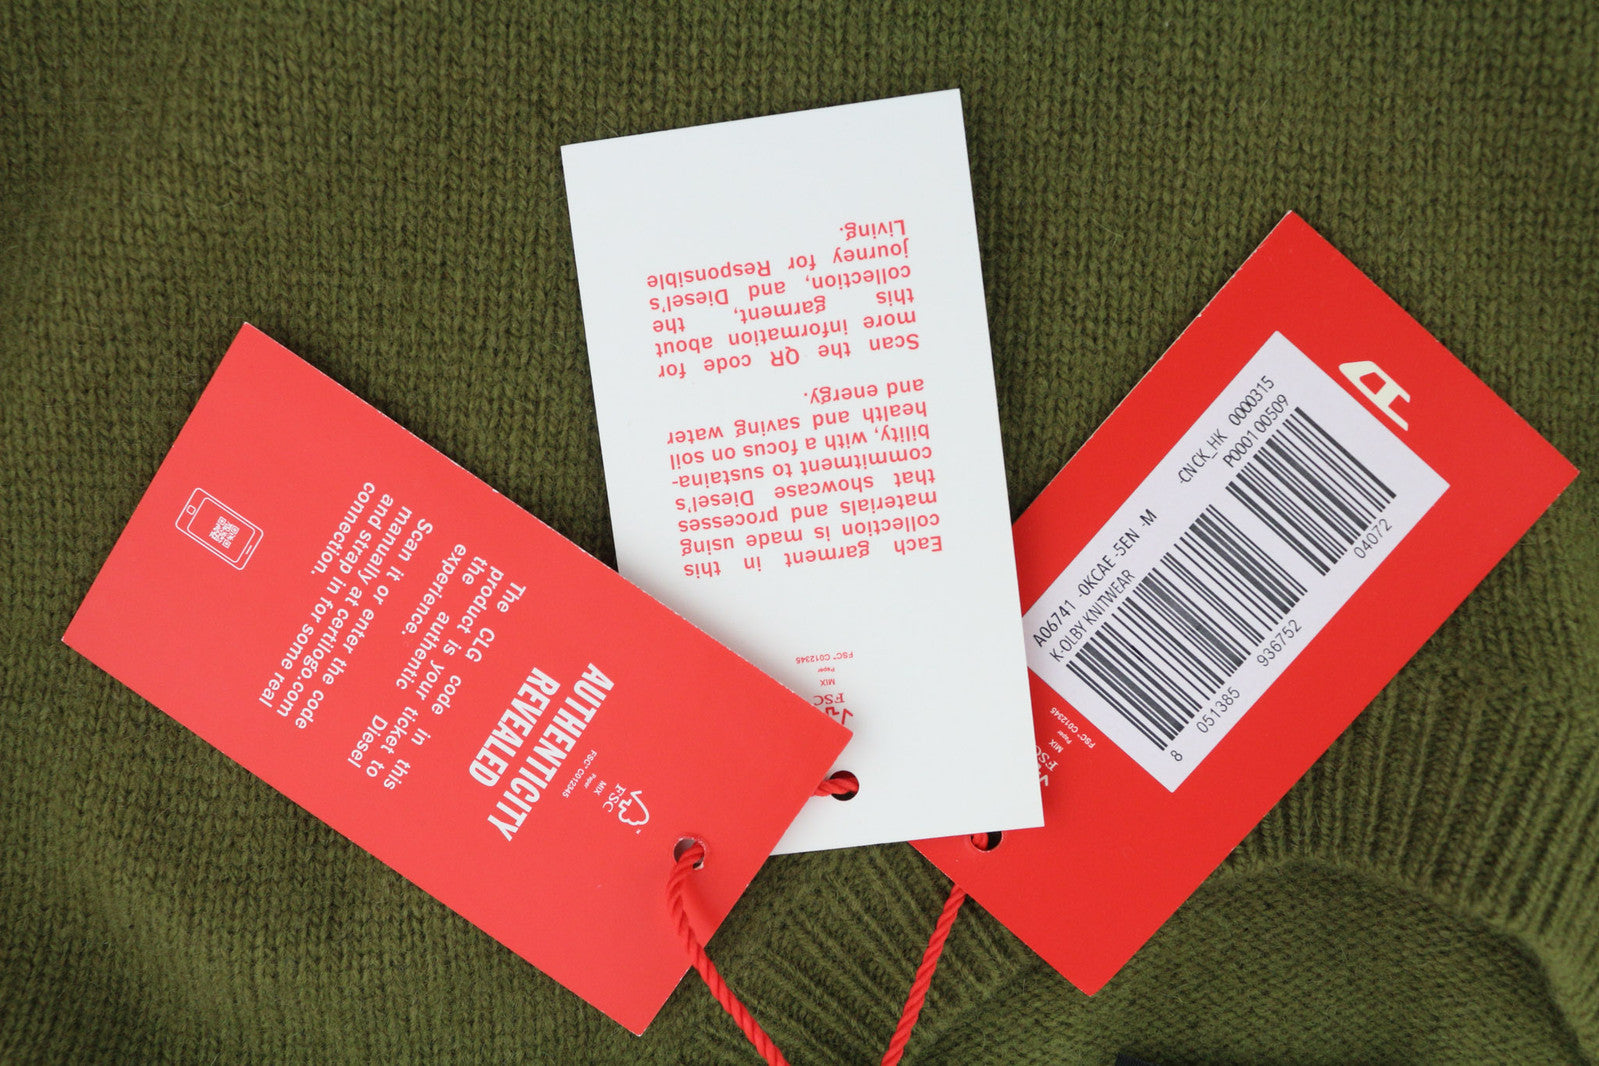 AUTHENTICITY
REVEALED
The CLG code in this
product is your ticket to
the authentic Diesel
experience.
Scan it or enter the code
manually at certilogo.com
and strap in for some real
connection.
FSC
MIX
Paper
FSC™ C012345
Each garment in this
collection is made using
materials and processes
that showcase Diesel's
commitment to sustaina-
bility, with a focus on soil
health and saving water
and energy.
Scan the QR code for
more information about
this garment, the
collection, and Diesel's
journey for Responsible
Living.
FSC
MIX
Paper
FSC™ C012345
D
-CNCK_HK 0000315
P000100509
A06741 -0KCAE -5EN -M
K-OLBY KNITWEAR
04072
8 051385 936752
FSC
MIX
Paper
FSC™ C012345